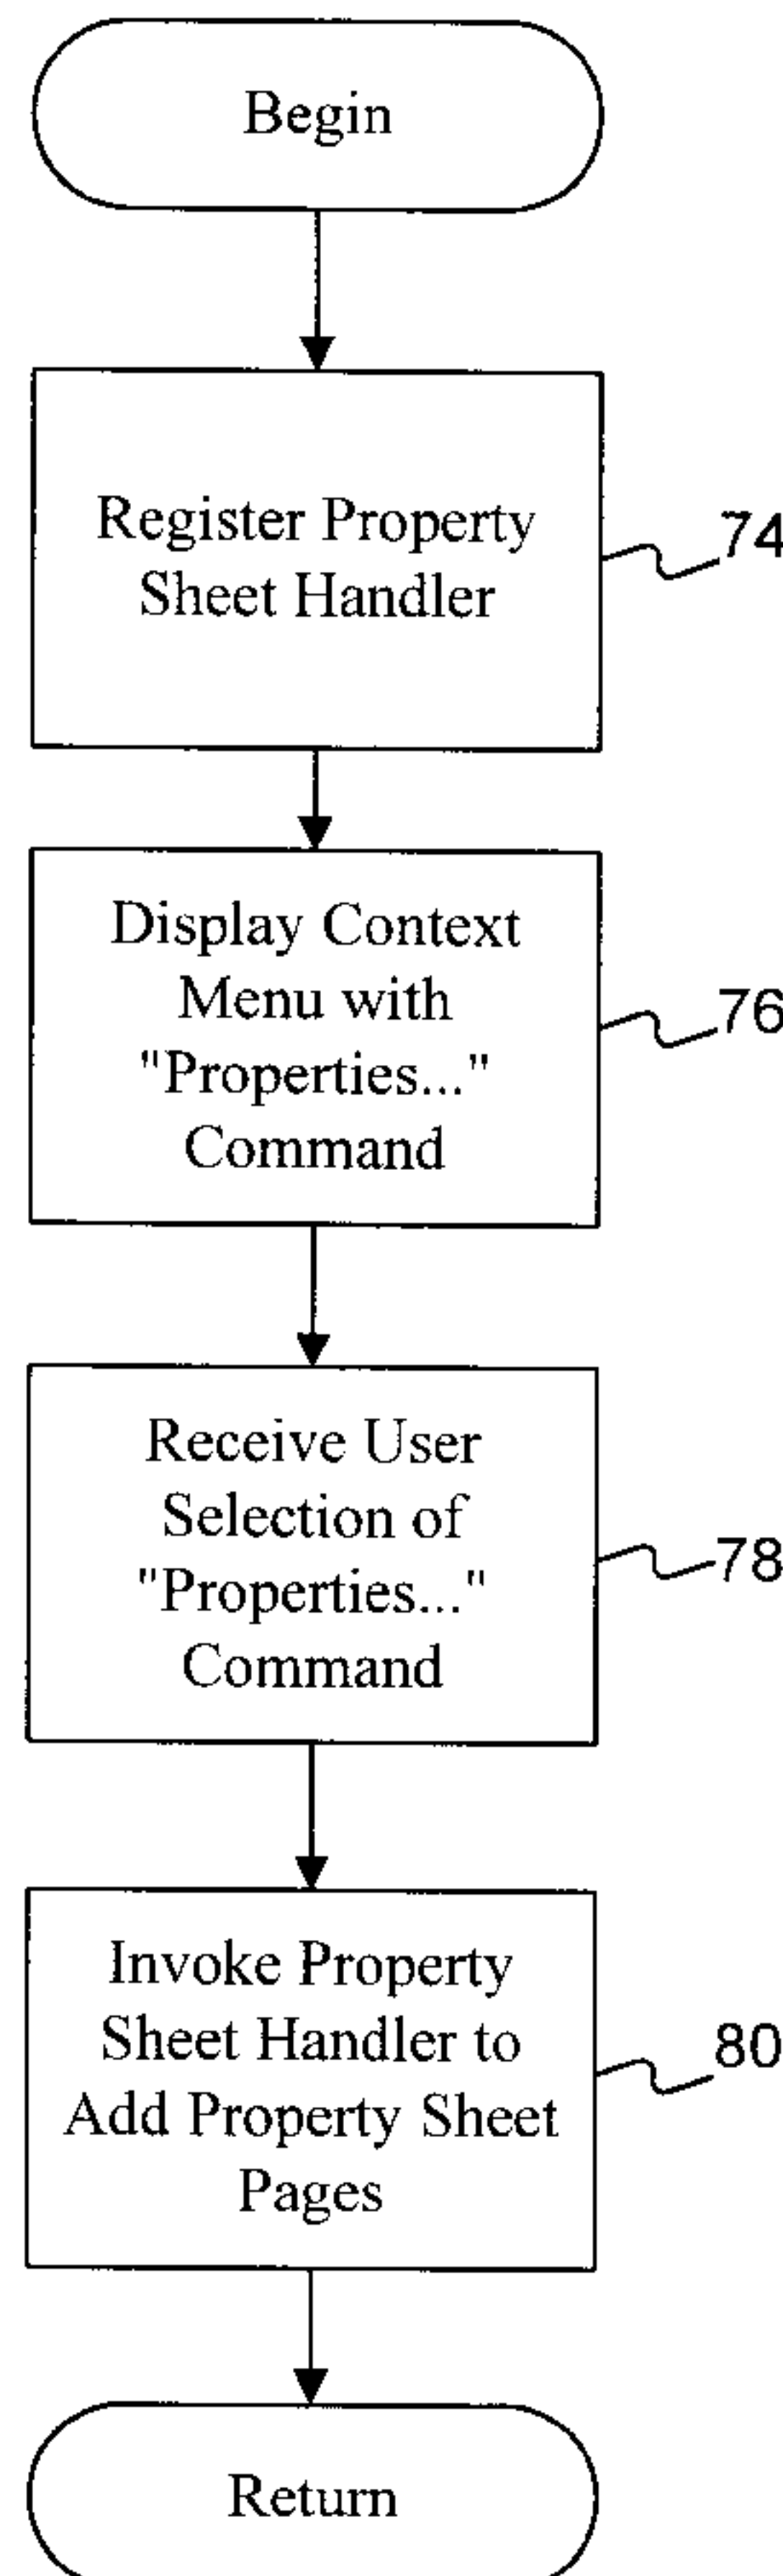 Begin
Register Property
Sheet Handler
74
Display Context
Menu with
"Properties..."
Command
76
Receive User
Selection of
"Properties..."
Command
78
Invoke Property
Sheet Handler to
Add Property Sheet
Pages
80
Return